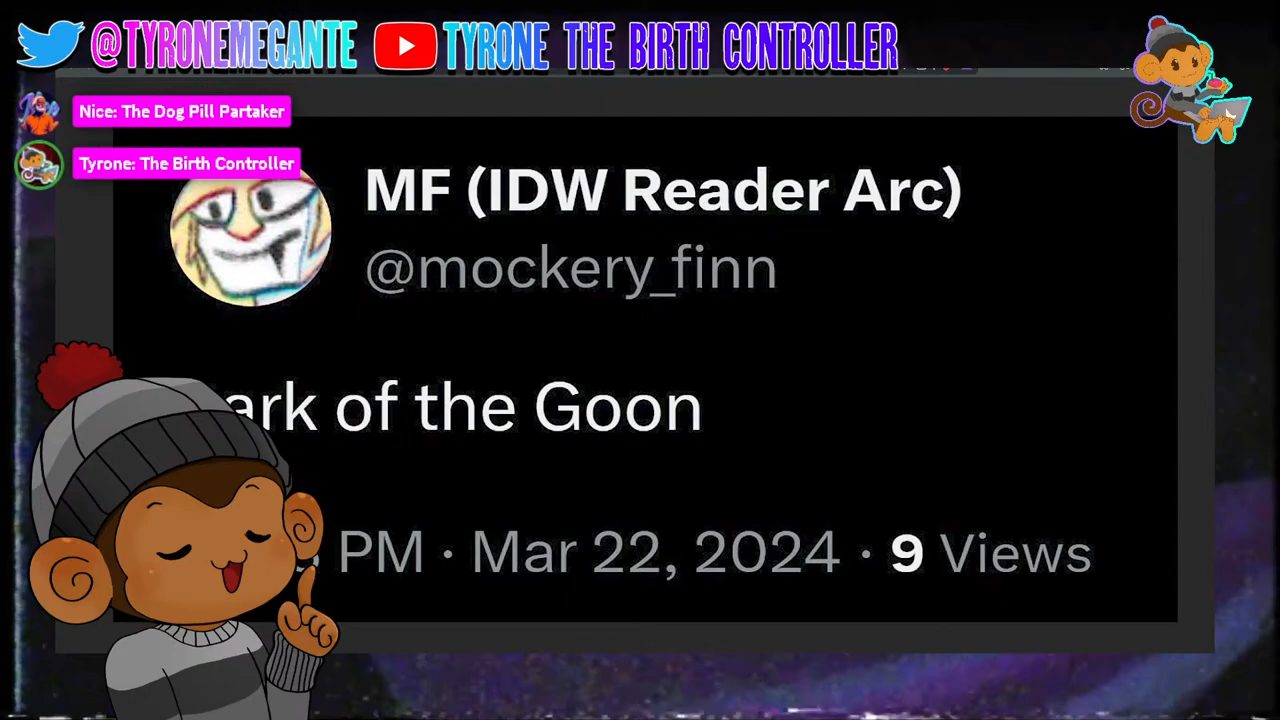 @TYRONEMEGANTE TYRONE THE BIRTH CONTROLLER
Nice: The Dog Pill Partaker
Tyrone: The Birth Controller
MF (IDW Reader Arc)
@mockery_finn
ark of the Goon
PM · Mar 22, 2024 · 9 Views